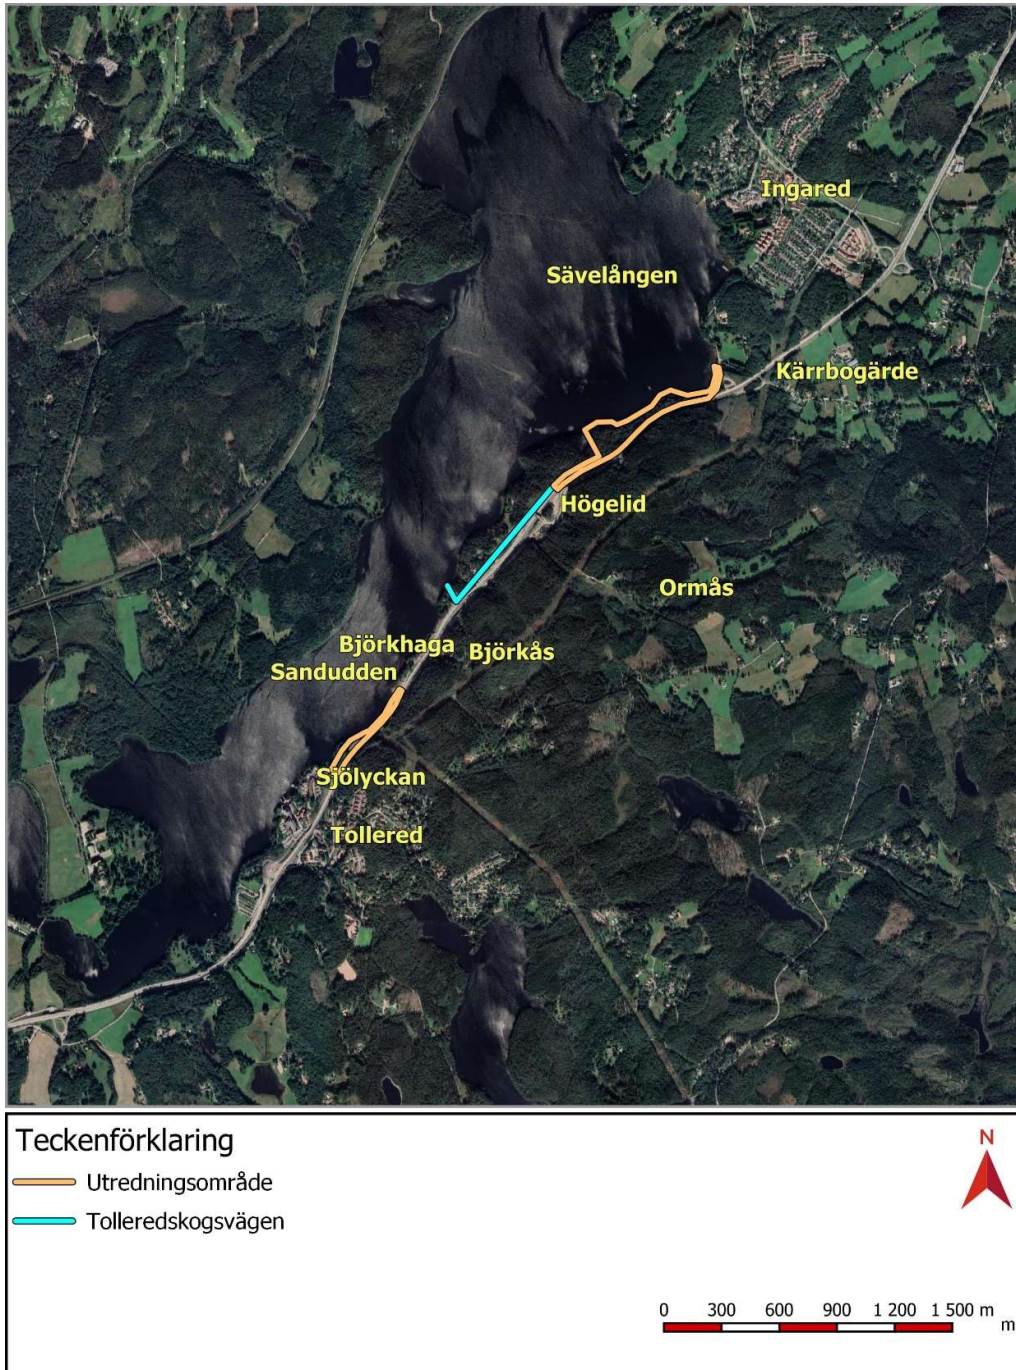 Ingared
Sävelången
Kärrbogärde
Högelid
Ormås
Björkhaga
Björkås
Sandudden
Sjölyckan
Tollered
Teckenförklaring
Utredningsområde
Tolleredskogsvägen
N
0 300 600 900 1 200 1 500 m
m